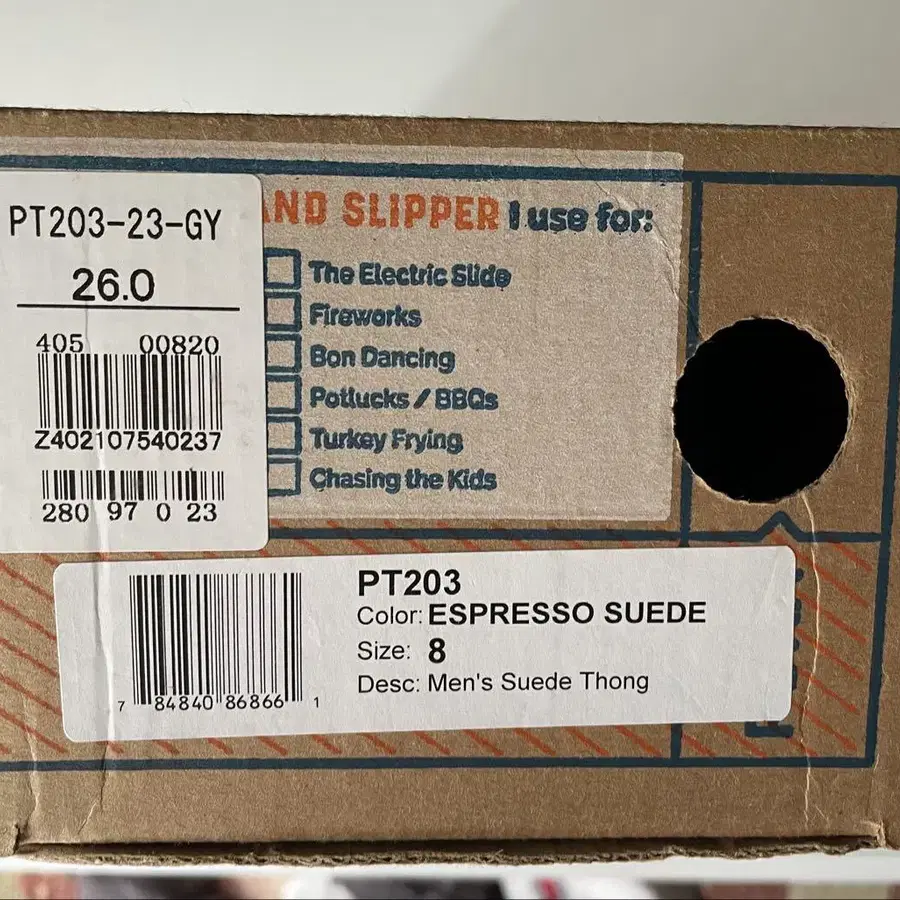 PT203-23-GY
26.0
405 00820
Z402107540237
280 97 0 23
AND SLIPPER I use for:
The Electric Slide
Fireworks
Bon Dancing
Potlucks / BBQs
Turkey Frying
Chasing the Kids
PT203
Color: ESPRESSO SUEDE
Size: 8
Desc: Men's Suede Thong
7 84840 86866 1